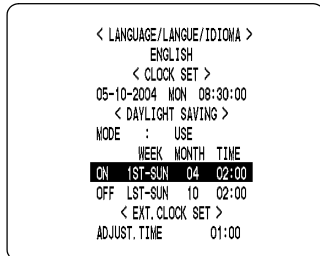 < LANGUAGE/LANGUE/IDIOMA >
ENGLISH
< CLOCK SET >
05-10-2004 MON 08:30:00
< DAYLIGHT SAVING >
MODE : USE
WEEK MONTH TIME
ON 1ST-SUN 04 02:00
OFF LST-SUN 10 02:00
< EXT.CLOCK SET >
ADJUST.TIME 01:00